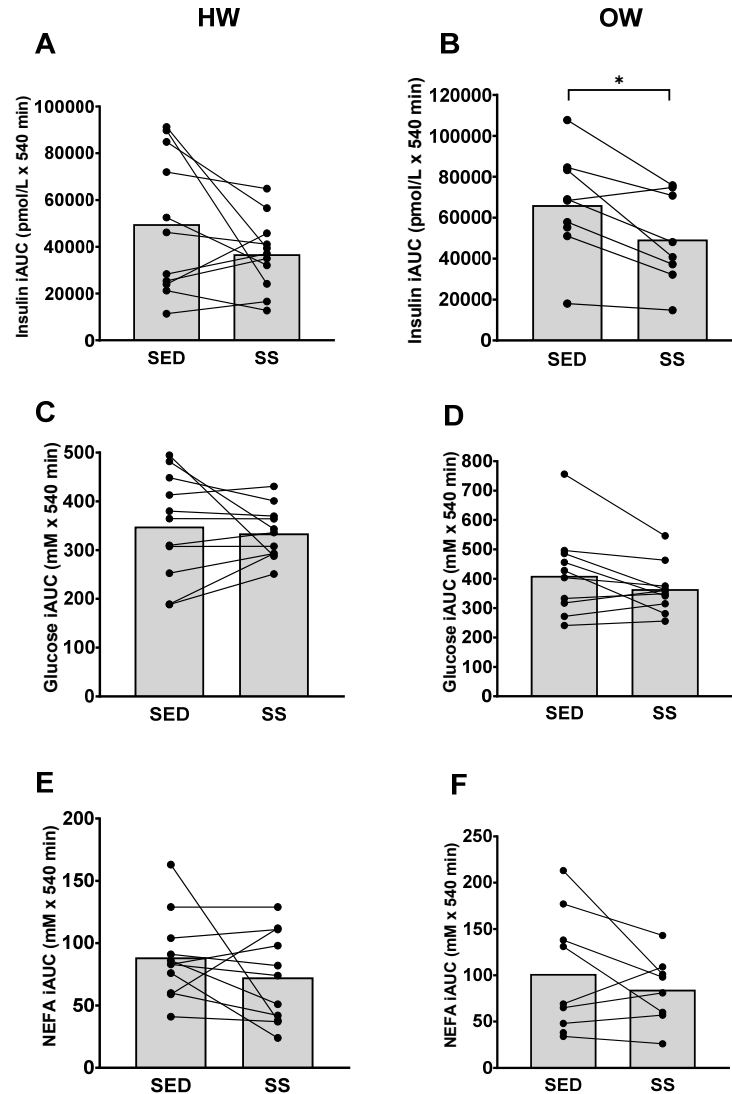 HW
OW
A
B
*
Insulin iAUC (pmol/L x 540 min)
100000
80000
60000
40000
20000
0
SED
SS
Insulin iAUC (pmol/L x 540 min)
120000
100000
80000
60000
40000
20000
0
SED
SS
C
D
Glucose iAUC (mM x 540 min)
500
400
300
200
100
0
SED
SS
Glucose iAUC (mM x 540 min)
800
700
600
500
400
300
200
100
0
SED
SS
E
F
NEFA iAUC (mM x 540 min)
200
150
100
50
0
SED
SS
NEFA iAUC (mM x 540 min)
250
200
150
100
50
0
SED
SS